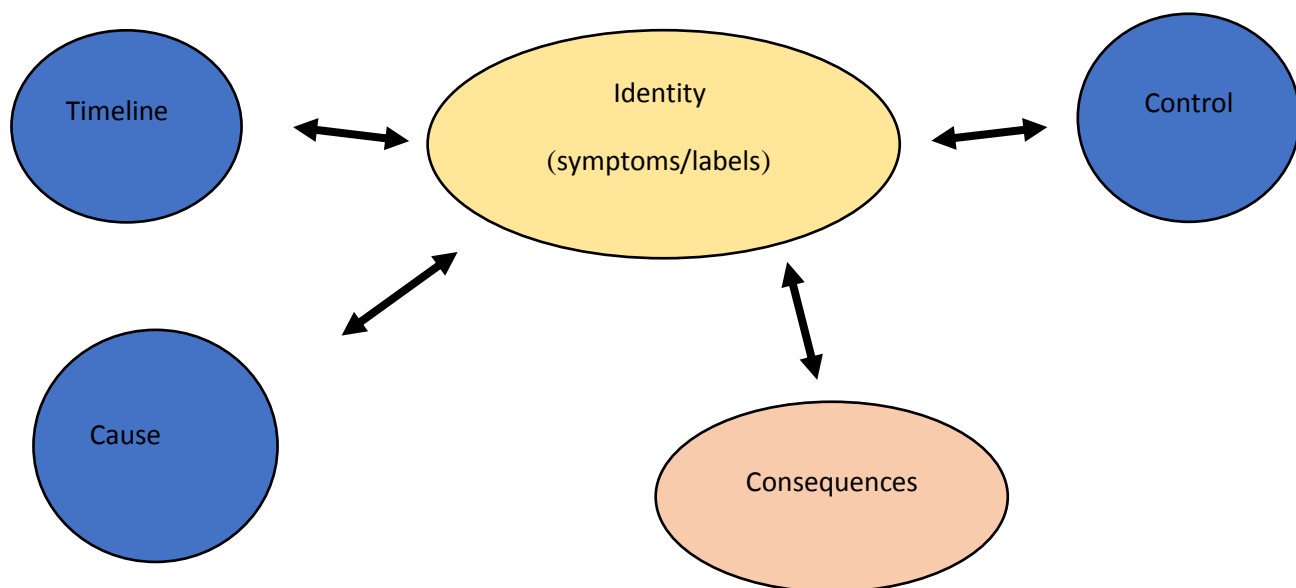 Timeline
Identity
(symptoms/labels)
Control
Cause
Consequences